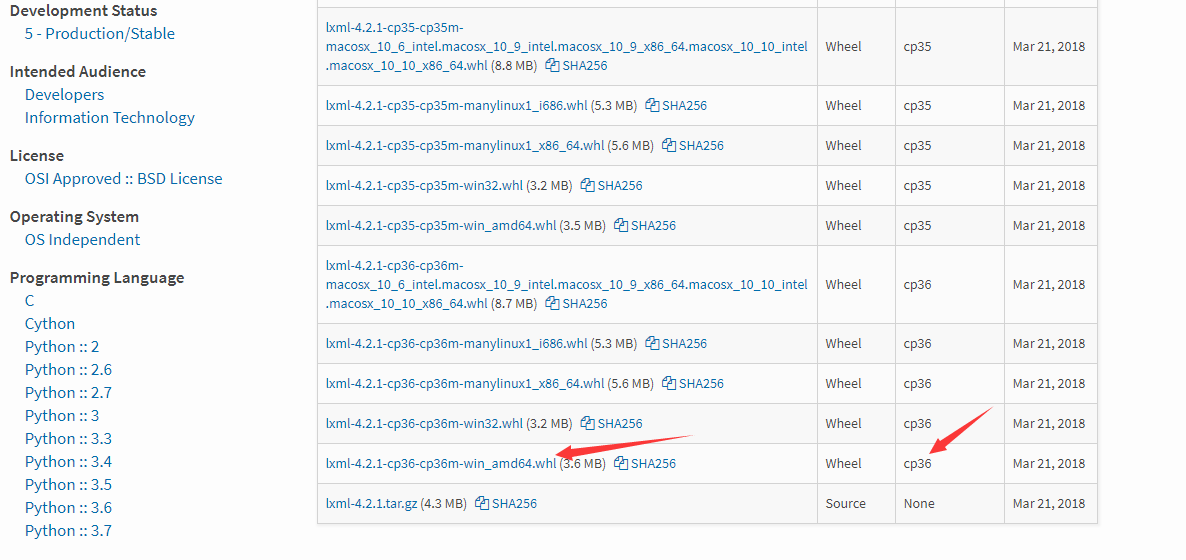 Development Status
5 - Production/Stable
Intended Audience
Developers
Information Technology
License
OSI Approved :: BSD License
Operating System
OS Independent
Programming Language
C
Cython
Python :: 2
Python :: 2.6
Python :: 2.7
Python :: 3
Python :: 3.3
Python :: 3.4
Python :: 3.5
Python :: 3.6
Python :: 3.7
lxml-4.2.1-cp35-cp35m-
macosx_10_6_intel.macosx_10_9_intel.macosx_10_9_x86_64.macosx_10_10_intel
.macosx_10_10_x86_64.whl (8.8 MB) SHA256 Wheel cp35 Mar 21, 2018
lxml-4.2.1-cp35-cp35m-manylinux1_i686.whl (5.3 MB) SHA256 Wheel cp35 Mar 21, 2018
lxml-4.2.1-cp35-cp35m-manylinux1_x86_64.whl (5.6 MB) SHA256 Wheel cp35 Mar 21, 2018
lxml-4.2.1-cp35-cp35m-win32.whl (3.2 MB) SHA256 Wheel cp35 Mar 21, 2018
lxml-4.2.1-cp35-cp35m-win_amd64.whl (3.5 MB) SHA256 Wheel cp35 Mar 21, 2018
lxml-4.2.1-cp36-cp36m-
macosx_10_6_intel.macosx_10_9_intel.macosx_10_9_x86_64.macosx_10_10_intel
.macosx_10_10_x86_64.whl (8.7 MB) SHA256 Wheel cp36 Mar 21, 2018
lxml-4.2.1-cp36-cp36m-manylinux1_i686.whl (5.3 MB) SHA256 Wheel cp36 Mar 21, 2018
lxml-4.2.1-cp36-cp36m-manylinux1_x86_64.whl (5.6 MB) SHA256 Wheel cp36 Mar 21, 2018
lxml-4.2.1-cp36-cp36m-win32.whl (3.2 MB) SHA256 Wheel cp36 Mar 21, 2018
lxml-4.2.1-cp36-cp36m-win_amd64.whl (3.6 MB) SHA256 Wheel cp36 Mar 21, 2018
lxml-4.2.1.tar.gz (4.3 MB) SHA256 Source None Mar 21, 2018